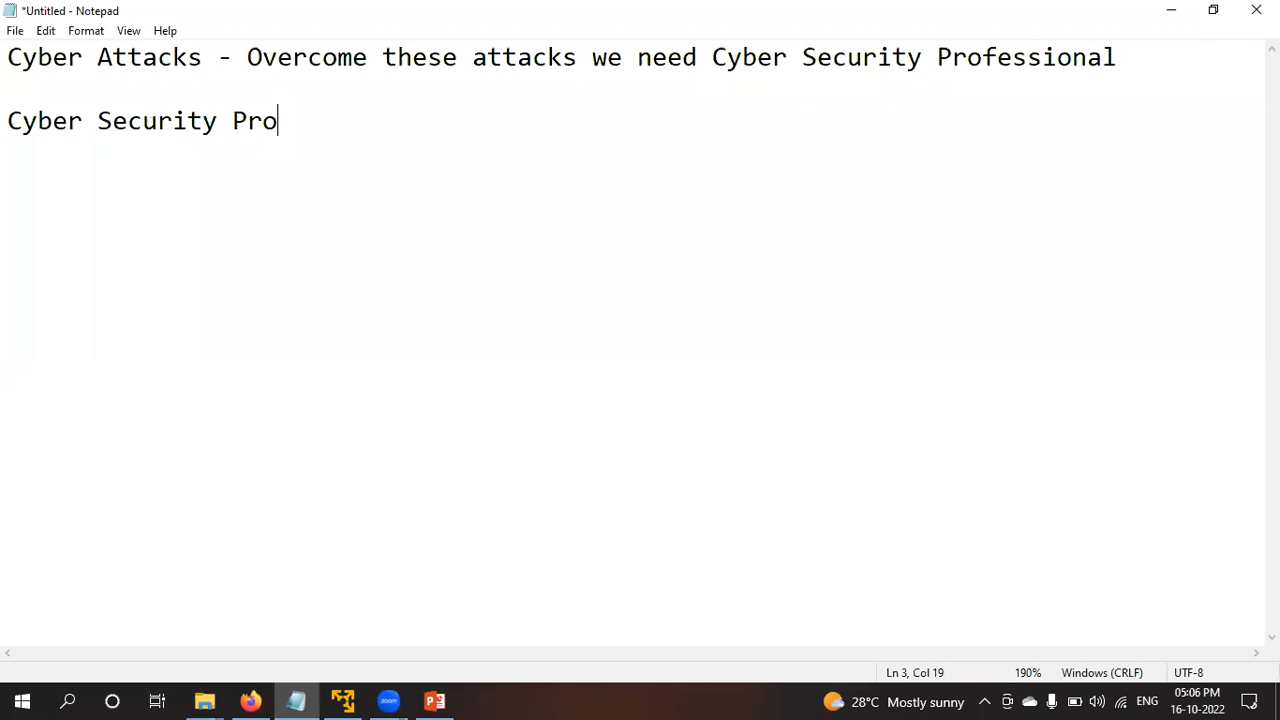 *Untitled - Notepad
File Edit Format View Help
Cyber Attacks - Overcome these attacks we need Cyber Security Professional
Cyber Security Pro
Ln 3, Col 19 190% Windows (CRLF) UTF-8
zoom 28°C Mostly sunny ENG 05:06 PM
16-10-2022